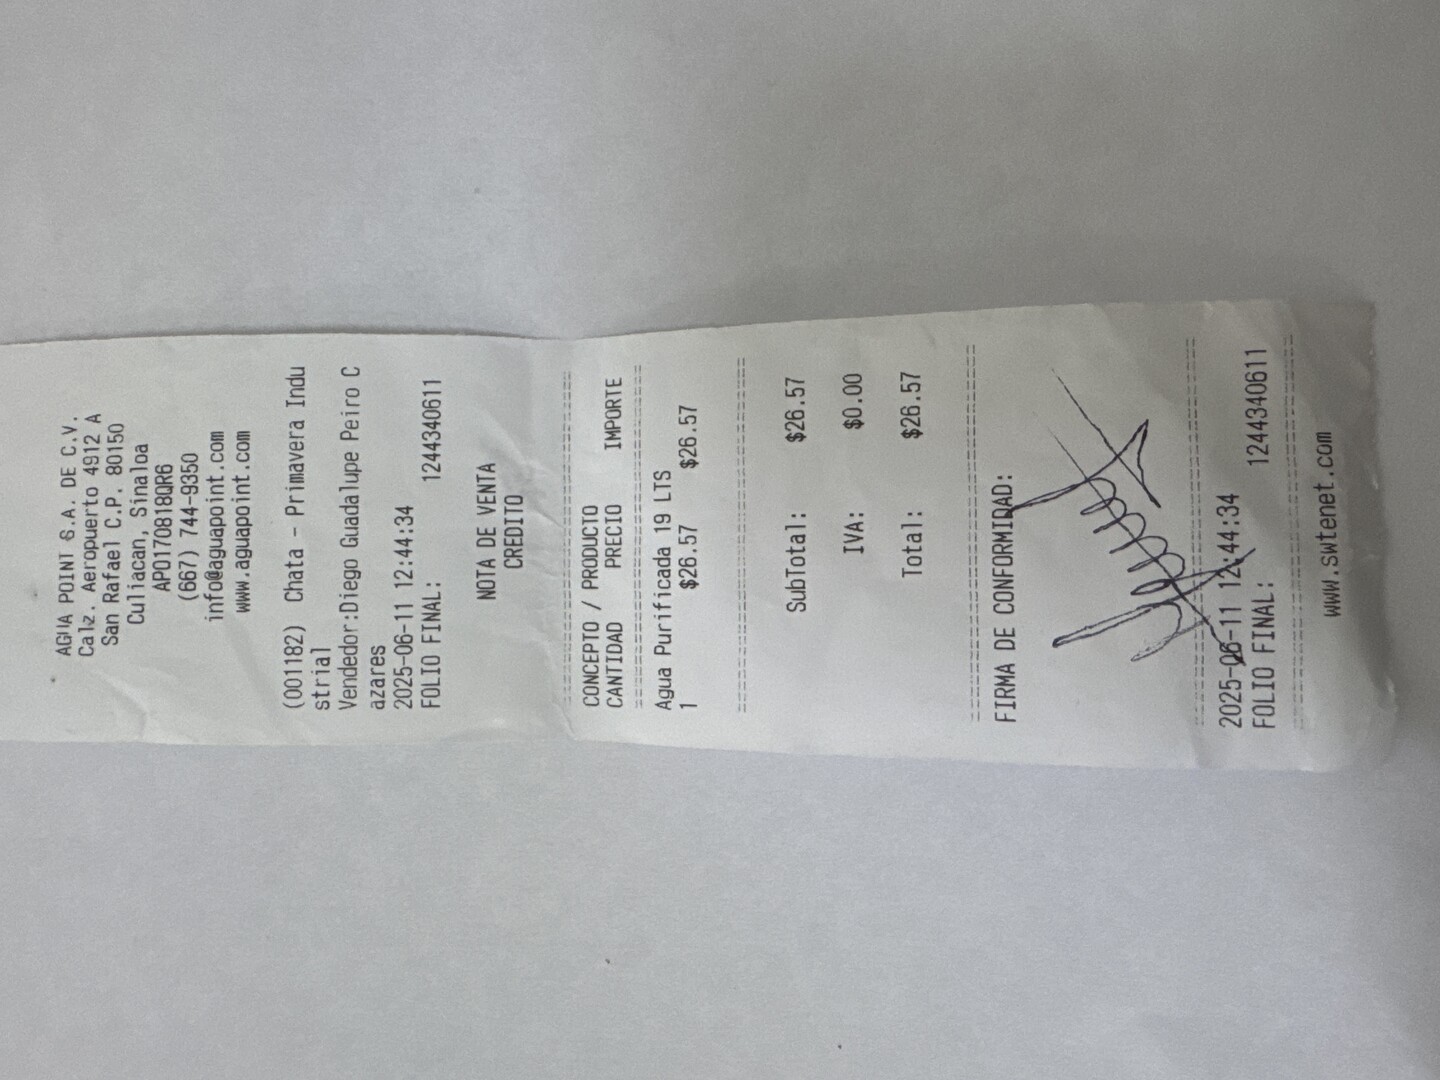 AGUA POINT S.A. DE C.V.
Calz. Aeropuerto 4912 A
San Rafael C.P. 80150
Culiacan, Sinaloa
APO170818QR6
(667) 744-9350
info@aguapoint.com
www.aguapoint.com
(001182) Chata - Primavera Indu
strial
Vendedor:Diego Guadalupe Peiro C
azares
2025-06-11 12:44:34
FOLIO FINAL: 1244340611
NOTA DE VENTA
CREDITO
CONCEPTO / PRODUCTO
CANTIDAD PRECIO IMPORTE
Agua Purificada 19 LTS
1 $26.57 $26.57
SubTotal: $26.57
IVA: $0.00
Total: $26.57
FIRMA DE CONFORMIDAD:
2025-06-11 12:44:34
FOLIO FINAL: 1244340611
www.swtenet.com